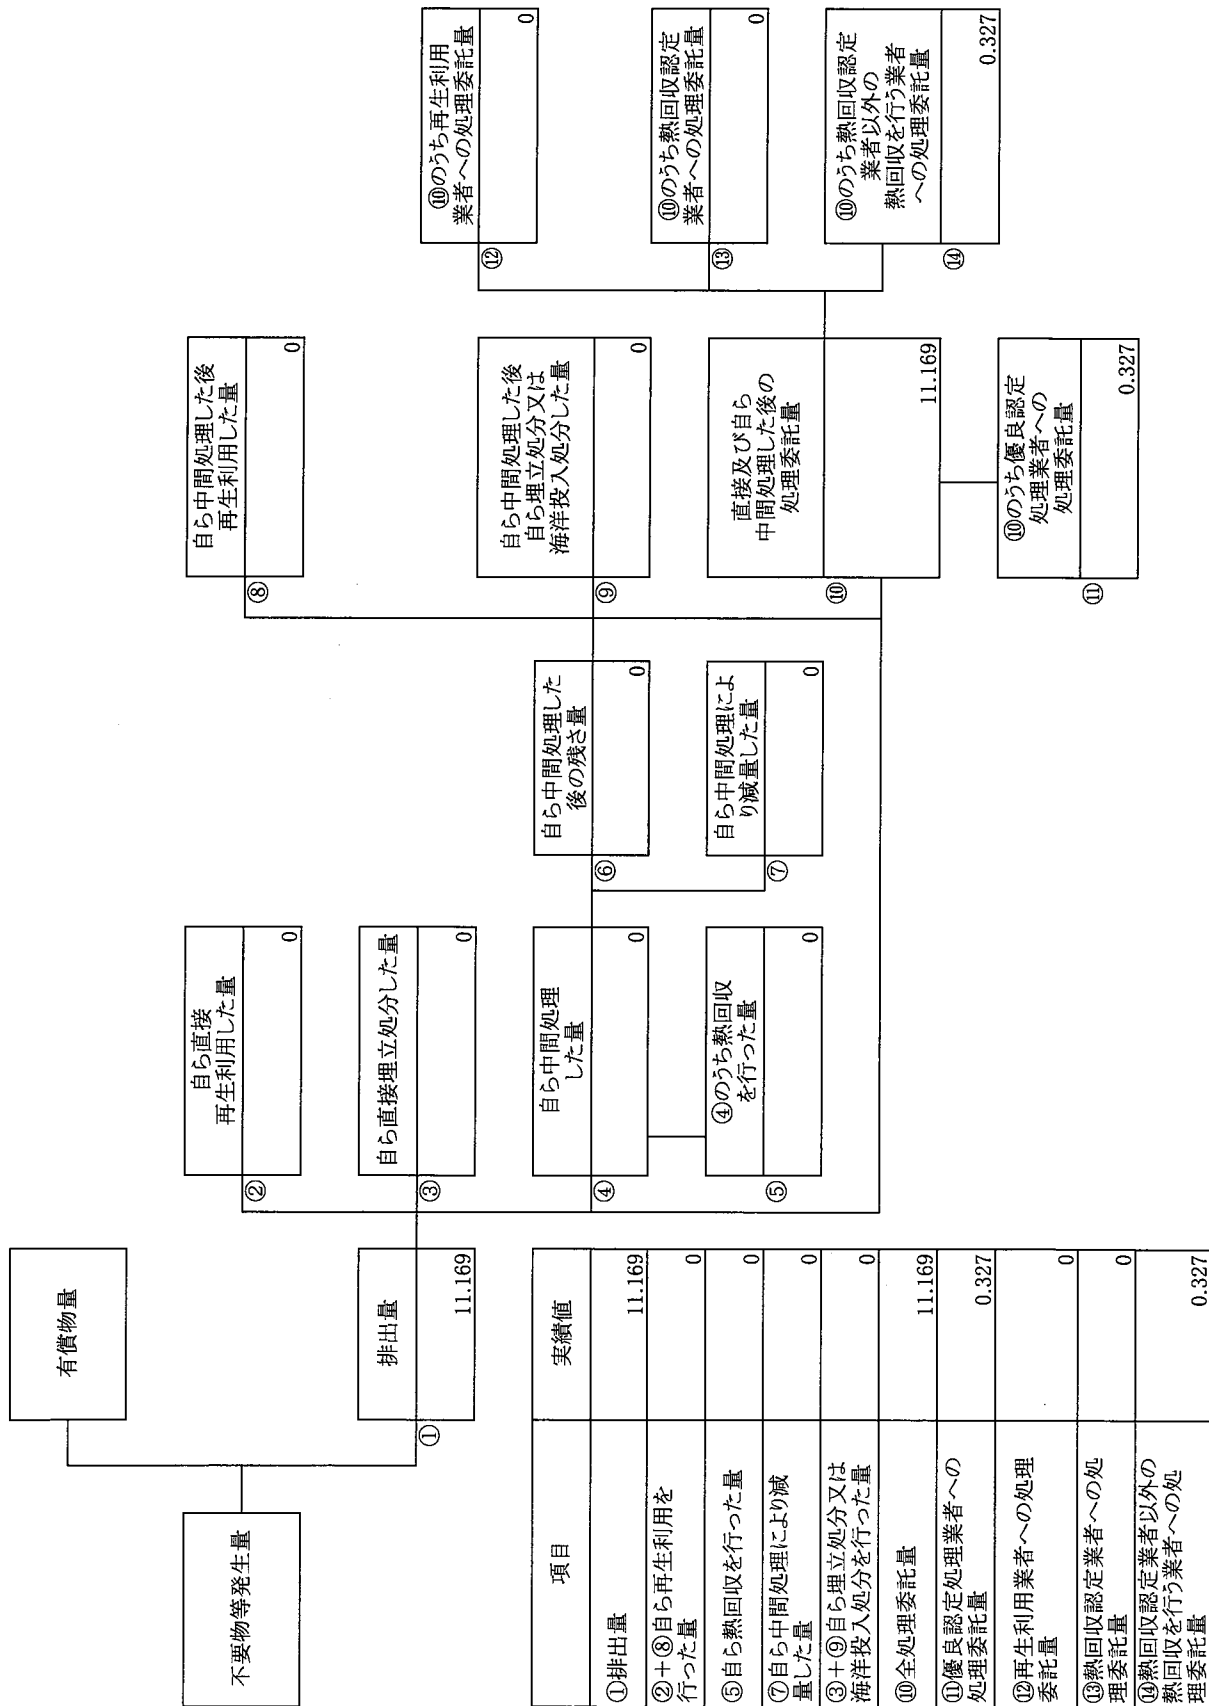 不要物等発生量
有償物量
①
排出量
11.169
②
自ら直接
再生利用した量
0
③
自ら直接埋立処分した量
0
④
自ら中間処理
した量
0
⑤
④のうち熱回収
を行った量
0
⑥
自ら中間処理した
後の残さ量
0
⑦
自ら中間処理によ
り減量した量
0
⑧
自ら中間処理した後
再生利用した量
0
⑨
自ら中間処理した後
自ら埋立処分又は
海洋投入処分した量
0
⑩
直接及び自ら
中間処理した後の
処理委託量
11.169
⑪
⑩のうち優良認定
処理業者への
処理委託量
0.327
⑫
⑩のうち再生利用
業者への処理委託量
0
⑬
⑩のうち熱回収認定
業者への処理委託量
0
⑭
⑩のうち熱回収認定
業者以外の
熱回収を行う業者
への処理委託量
0.327
項目 実績値
①排出量 11.169
②+⑧自ら再生利用を
行った量 0
⑤自ら熱回収を行った量 0
⑦自ら中間処理により減
量した量 0
③+⑨自ら埋立処分又は
海洋投入処分を行った量 0
⑩全処理委託量 11.169
⑪優良認定処理業者への
処理委託量 0.327
⑫再生利用業者への処理
委託量 0
⑬熱回収認定業者への処
理委託量 0
⑭熱回収認定業者以外の
熱回収を行う業者への処
理委託量 0.327